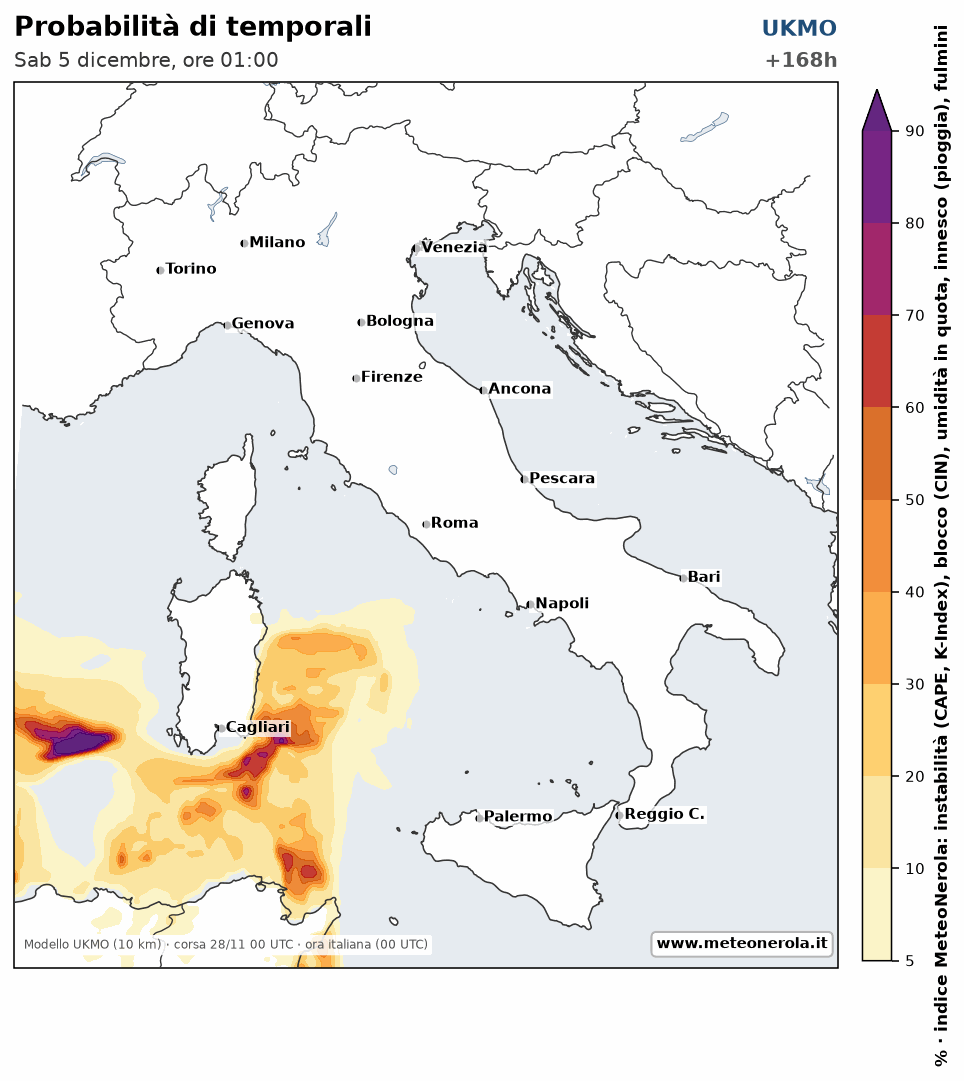 Probabilità di temporali
UKMO
Sab 5 dicembre, ore 01:00
+168h
Milano
Venezia
Torino
Genova
Bologna
Firenze
Ancona
Pescara
Roma
Bari
Napoli
Cagliari
Palermo
Reggio C.
Modello UKMO (10 km) · corsa 28/11 00 UTC · ora italiana (00 UTC)
www.meteonerola.it
90
80
70
60
50
40
30
20
10
5
% · indice MeteoNerola: instabilità (CAPE, K-Index), blocco (CIN), umidità in quota, innesco (pioggia), fulmini